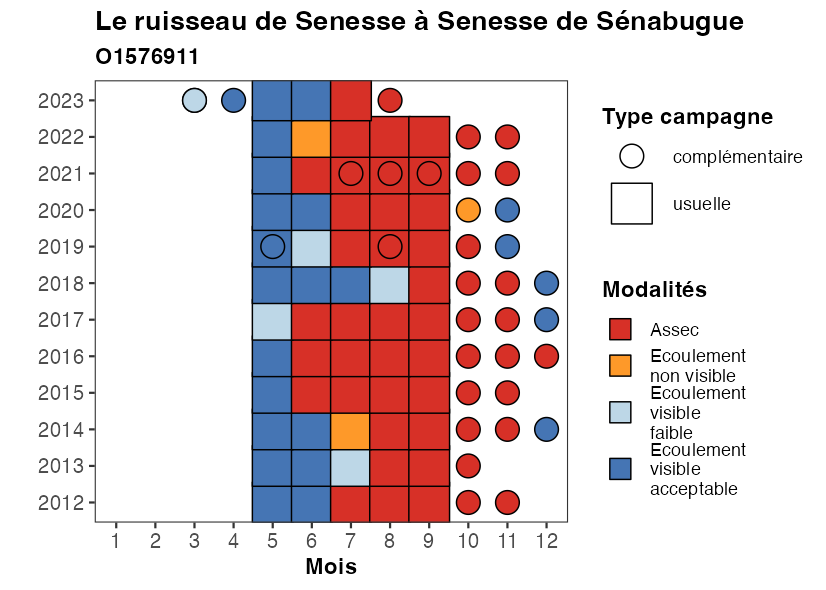 Le ruisseau de Senesse à Senesse de Sénabugue
O1576911
2023
2022
2021
2020
2019
2018
2017
2016
2015
2014
2013
2012
1 2 3 4 5 6 7 8 9 10 11 12
Mois
Type campagne
complémentaire
usuelle
Modalités
Assec
Ecoulement
non visible
Ecoulement
visible
faible
Ecoulement
visible
acceptable